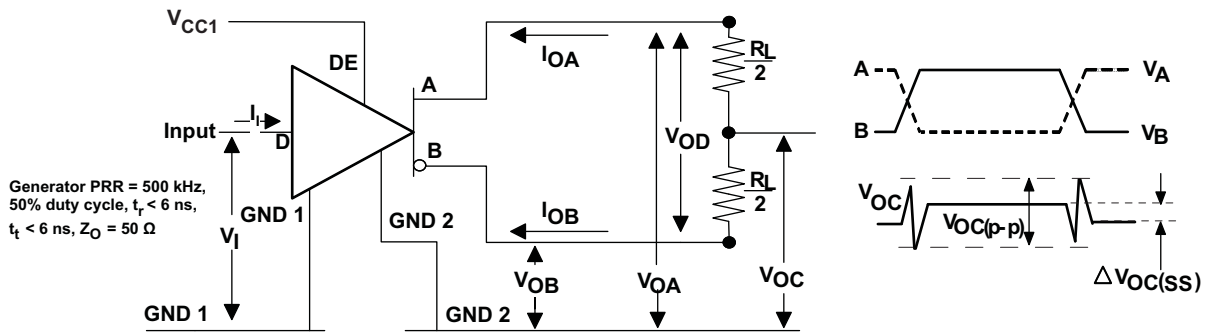 VCC1
DE
IOA
A
RL
2
II
Input
D
B
VOD
RL
2
Generator PRR = 500 kHz,
50% duty cycle, tr < 6 ns,
tt < 6 ns, ZO = 50 Ω
GND 1
GND 2
IOB
VI
VOB
VOA
VOC
GND 1
GND 2
A
VA
B
VB
VOC
VOC(p-p)
Δ VOC(SS)